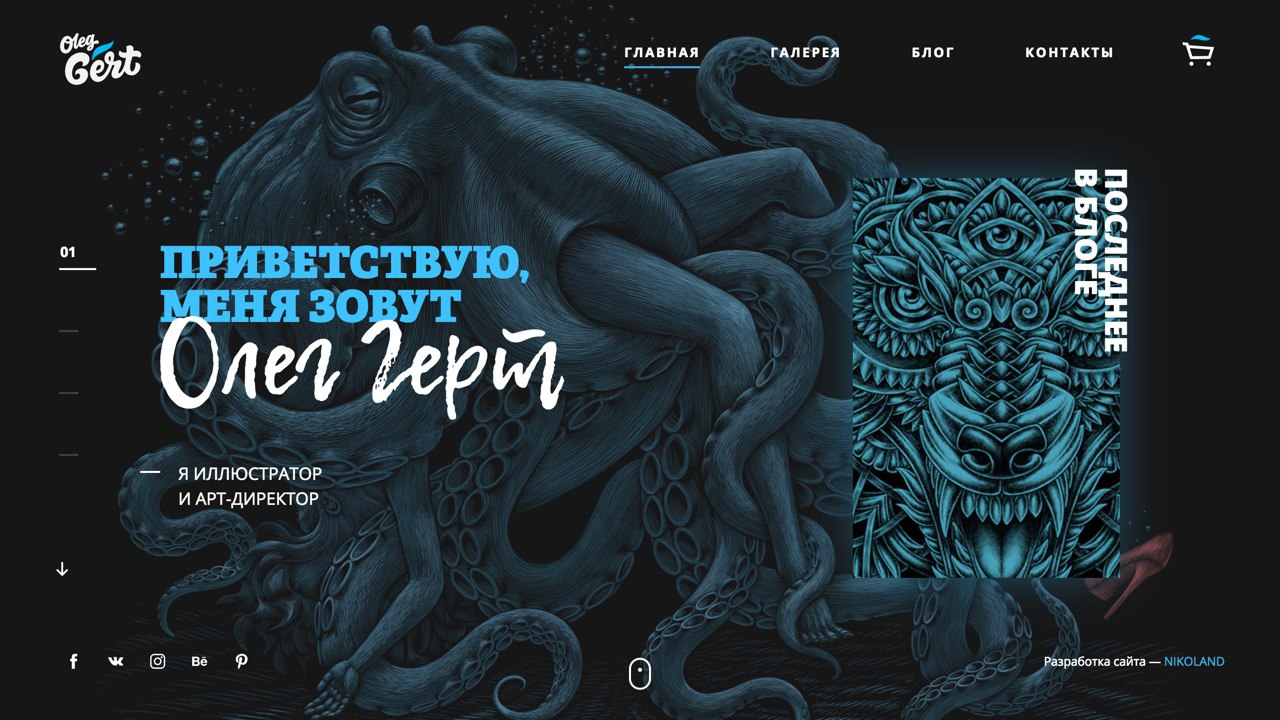 Oleg
Gert
ГЛАВНАЯ
ГАЛЕРЕЯ
БЛОГ
КОНТАКТЫ
01
ПРИВЕТСТВУЮ,
МЕНЯ ЗОВУТ
Олег Герт
Я ИЛЛЮСТРАТОР
И АРТ-ДИРЕКТОР
ПОСЛЕДНЕЕ
В БЛОГЕ
Bē
Разработка сайта — NIKOLAND